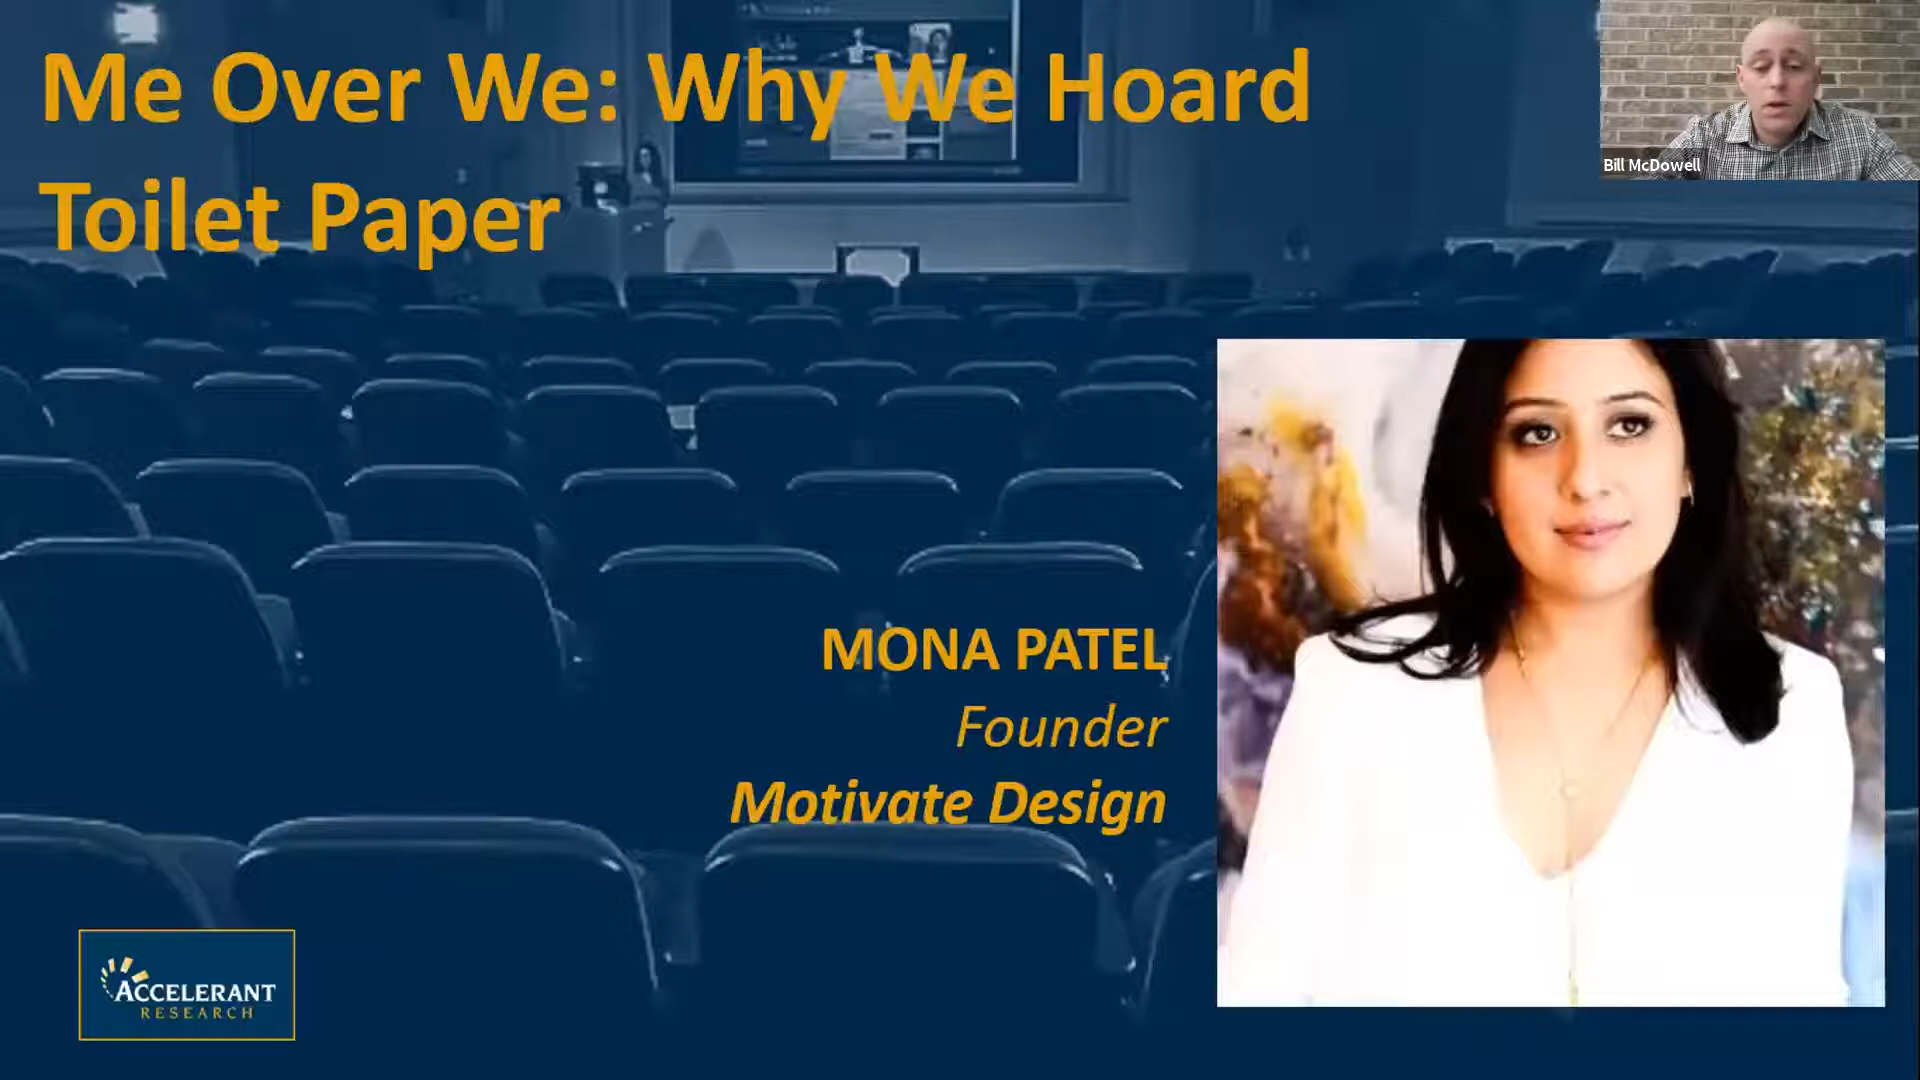 Me Over We: Why We Hoard
Toilet Paper
Bill McDowell
MONA PATEL
Founder
Motivate Design
ACCELERANT
RESEARCH